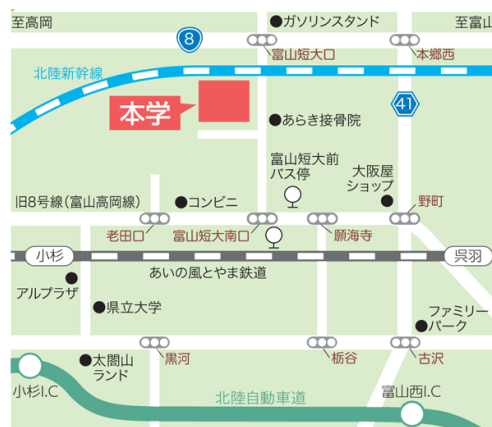 至高岡
ガソリンスタンド
至富山
8
富山短大口
本郷西
北陸新幹線
41
本学
あらき接骨院
富山短大前
バス停
大阪屋
ショップ
旧8号線(富山高岡線)
コンビニ
野町
老田口
富山短大南口
願海寺
小杉
呉羽
あいの風とやま鉄道
アルプラザ
県立大学
ファミリー
パーク
太閤山
ランド
黒河
栃谷
古沢
小杉I.C
北陸自動車道
富山西I.C